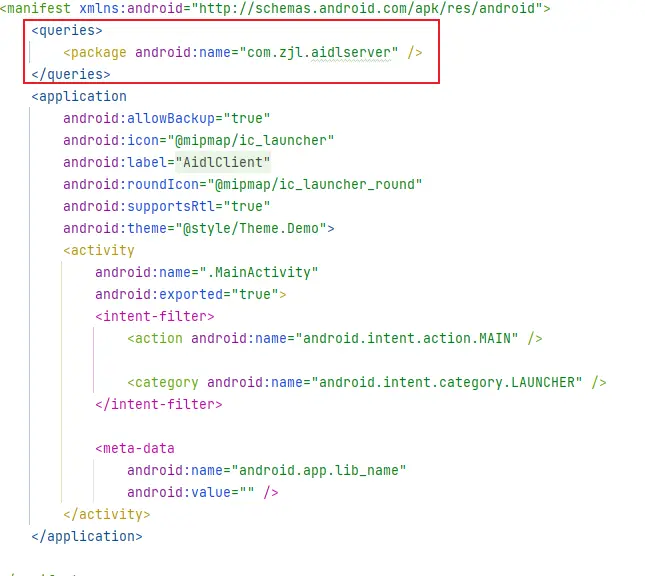 <manifest xmlns:android="http://schemas.android.com/apk/res/android">
<queries>
<package android:name="com.zjl.aidlserver" />
</queries>
<application
android:allowBackup="true"
android:icon="@mipmap/ic_launcher"
android:label="AidlClient"
android:roundIcon="@mipmap/ic_launcher_round"
android:supportsRtl="true"
android:theme="@style/Theme.Demo">
<activity
android:name=".MainActivity"
android:exported="true">
<intent-filter>
<action android:name="android.intent.action.MAIN" />
<category android:name="android.intent.category.LAUNCHER" />
</intent-filter>
<meta-data
android:name="android.app.lib_name"
android:value="" />
</activity>
</application>